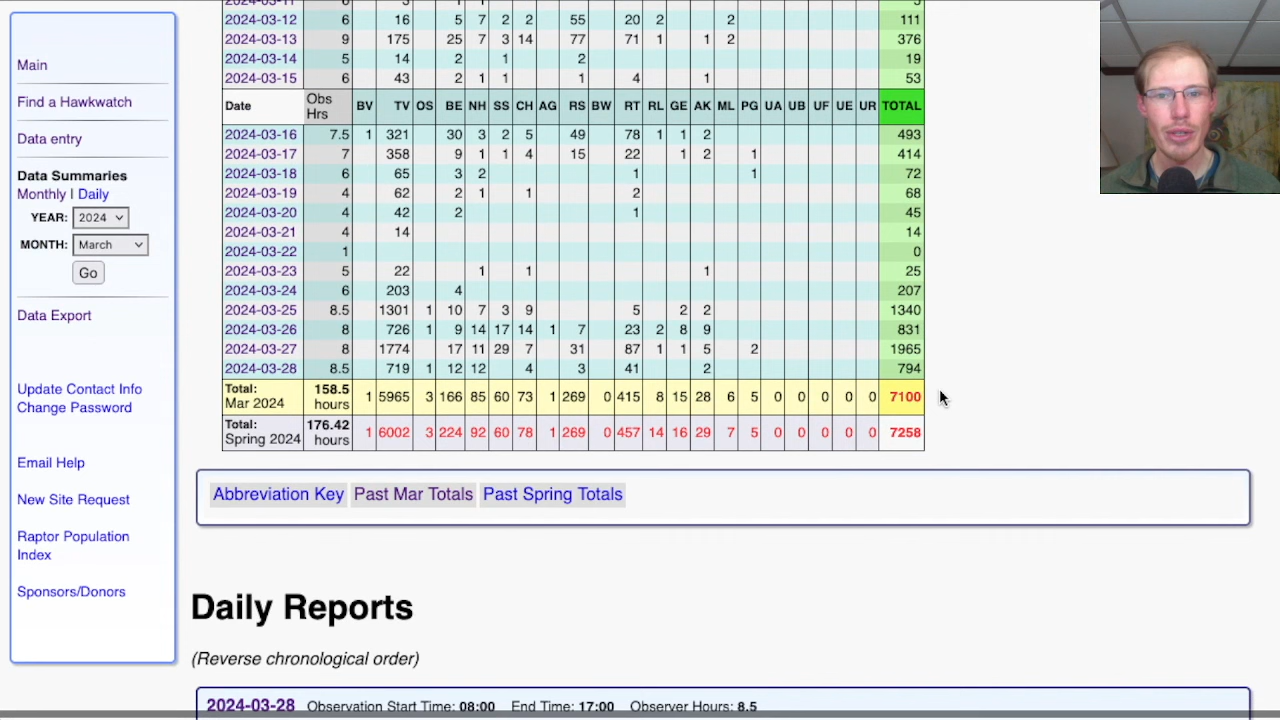 Main
Find a Hawkwatch
Data entry
Data Summaries
Monthly | Daily
YEAR: 2024
MONTH: March
Go
Data Export
Update Contact Info
Change Password
Email Help
New Site Request
Raptor Population
Index
Sponsors/Donors
2024-03-12 6 16 5 7 2 2 55 20 2 2 111
2024-03-13 9 175 25 7 3 14 77 71 1 1 2 376
2024-03-14 5 14 2 1 2 19
2024-03-15 6 43 2 1 1 1 4 1 53
Date Obs Hrs BV TV OS BE NH SS CH AG RS BW RT RL GE AK ML PG UA UB UF UE UR TOTAL
2024-03-16 7.5 1 321 30 3 2 5 49 78 1 1 2 493
2024-03-17 7 358 9 1 1 4 15 22 1 2 1 414
2024-03-18 6 65 3 2 1 1 72
2024-03-19 4 62 2 1 1 2 68
2024-03-20 4 42 2 1 45
2024-03-21 4 14 14
2024-03-22 1 0
2024-03-23 5 22 1 1 1 25
2024-03-24 6 203 4 207
2024-03-25 8.5 1301 1 10 7 3 9 5 2 2 1340
2024-03-26 8 726 1 9 14 17 14 1 7 23 2 8 9 831
2024-03-27 8 1774 17 11 29 7 31 87 1 1 5 2 1965
2024-03-28 8.5 719 1 12 12 4 3 41 2 794
Total: Mar 2024 158.5 hours 1 5965 3 166 85 60 73 1 269 0 415 8 15 28 6 5 0 0 0 0 0 7100
Total: Spring 2024 176.42 hours 1 6002 3 224 92 60 78 1 269 0 457 14 16 29 7 5 0 0 0 0 0 7258
Abbreviation Key Past Mar Totals Past Spring Totals
Daily Reports
(Reverse chronological order)
2024-03-28 Observation Start Time: 08:00 End Time: 17:00 Observer Hours: 8.5